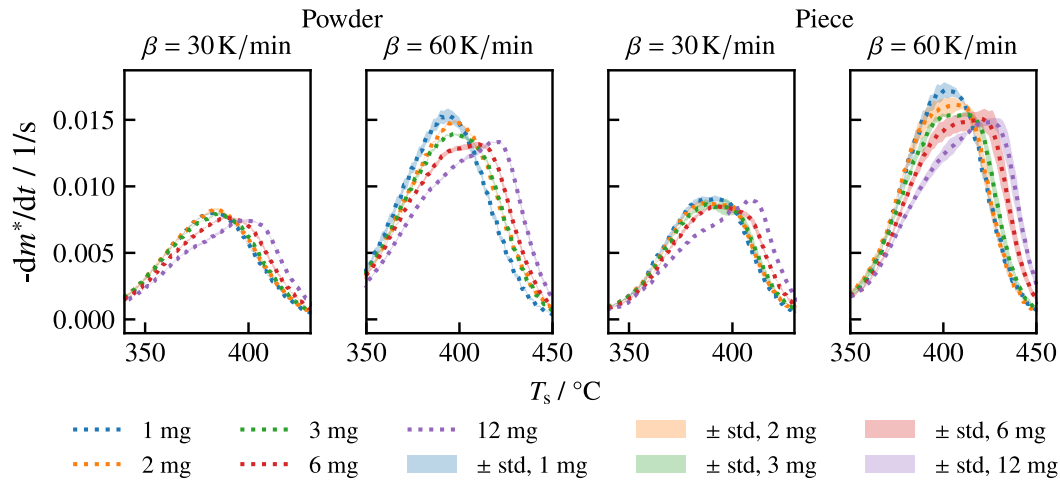 Powder Piece
β = 30 K/min β = 60 K/min β = 30 K/min β = 60 K/min
-dm*/dt / 1/s
0.015
0.010
0.005
0.000
350 400 350 400 450 350 400 350 400 450
T_s / °C
1 mg 3 mg 12 mg ± std, 2 mg ± std, 6 mg
2 mg 6 mg ± std, 1 mg ± std, 3 mg ± std, 12 mg